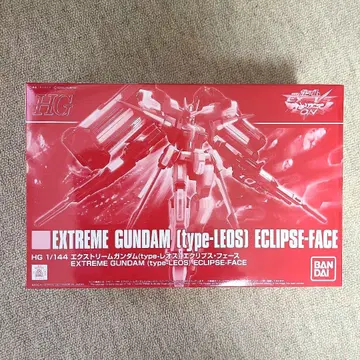 HG
EXTREME GUNDAM (type-LEOS) ECLIPSE-FACE
HG 1/144 エクストリームガンダム(type-レオス)エクリプス・フェース
EXTREME GUNDAM (type-LEOS) ECLIPSE-FACE
BAN
DAI